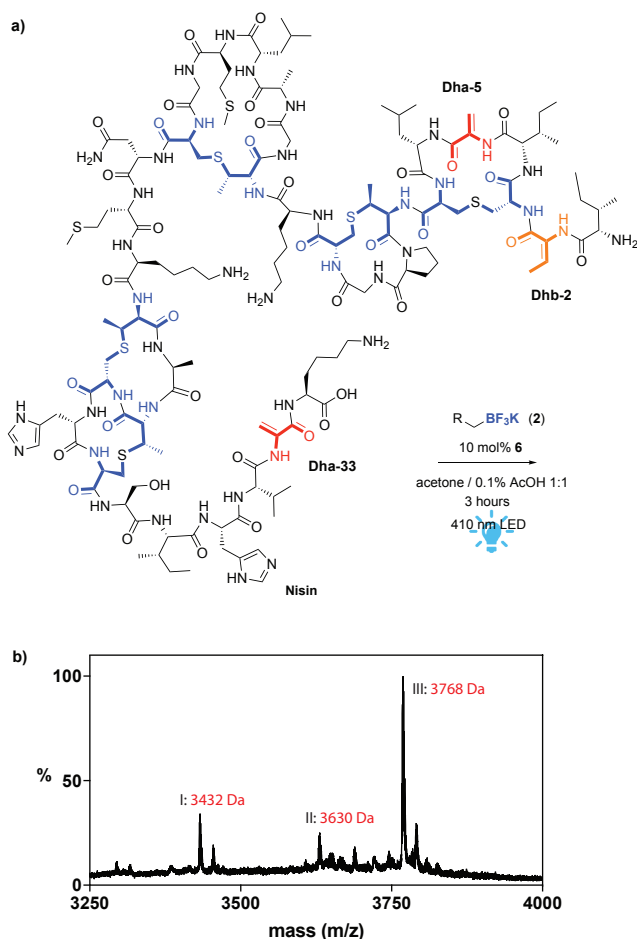 a)
Dha-5
Dhb-2
Dha-33
Nisin
R BF₃K (2)
10 mol% 6
acetone / 0.1% AcOH 1:1
3 hours
410 nm LED
b)
100
50
0
%
I: 3432 Da
II: 3630 Da
III: 3768 Da
3250 3500 3750 4000
mass (m/z)